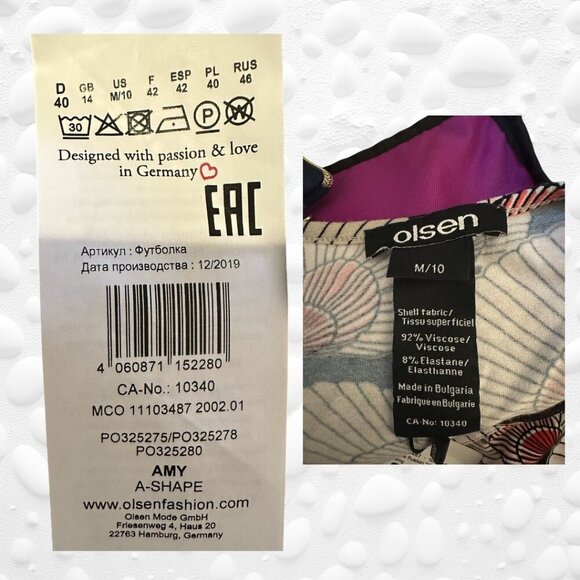 D GB US F ESP PL RUS
40 14 M/10 42 42 40 46
30 P W
Designed with passion & love
in Germany
EAC
Артикул : Футболка
Дата производства : 12/2019
4 060871 152280
CA-No.: 10340
MCO 11103487 2002.01
PO325275/PO325278
PO325280
AMY
A-SHAPE
www.olsenfashion.com
Olsen Mode GmbH
Friesenweg 4, Haus 20
22763 Hamburg, Germany
olsen
M/10
Shell fabric/
Tissu superficiel
92% Viscose/
Viscose
8% Elastane/
Elasthanne
Made in Bulgaria
Fabriqué en Bulgarie
CA-No: 10340